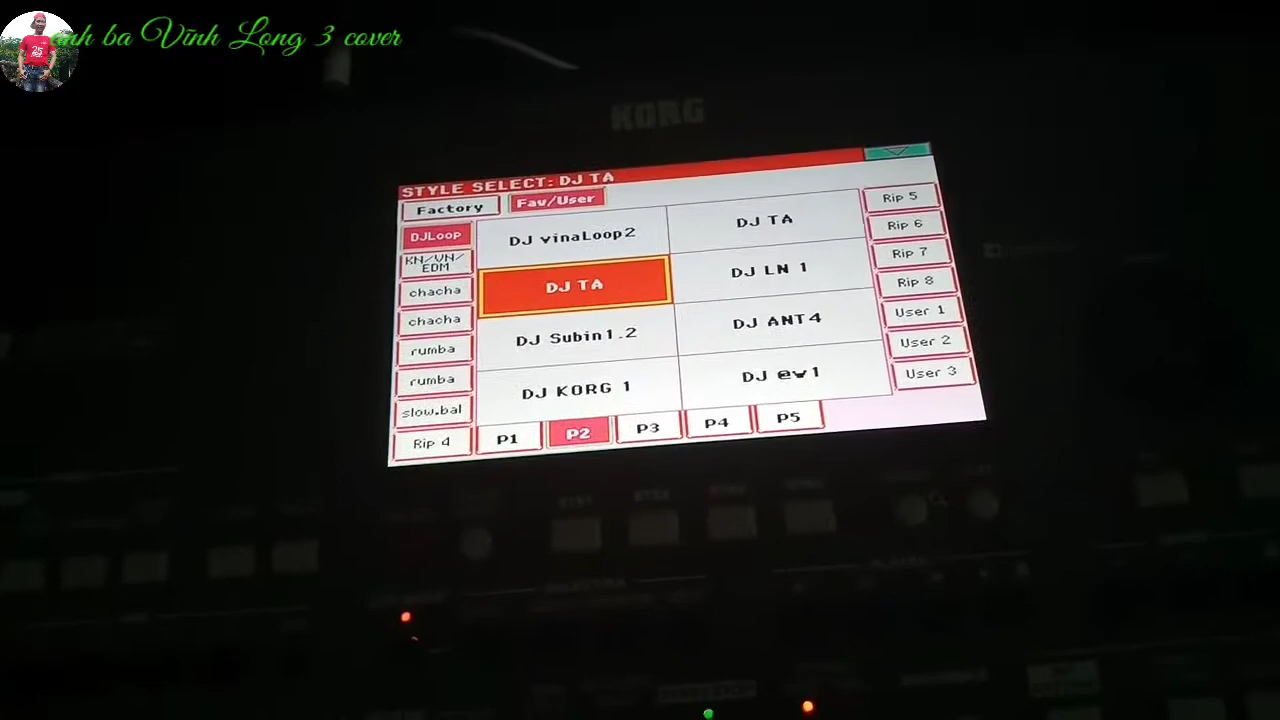 anh ba Vĩnh Long 3 cover
25
KORG
STYLE SELECT: DJ TA
Factory
Fav/User
DJLoop
KN/VN/
EDM
chacha
chacha
rumba
rumba
slow.bal
Rip 4
DJ vinaLoop2
DJ TA
DJ TA
DJ LN 1
DJ Subin1.2
DJ ANT4
DJ KORG 1
DJ @w1
Rip 5
Rip 6
Rip 7
Rip 8
User 1
User 2
User 3
P1
P2
P3
P4
P5